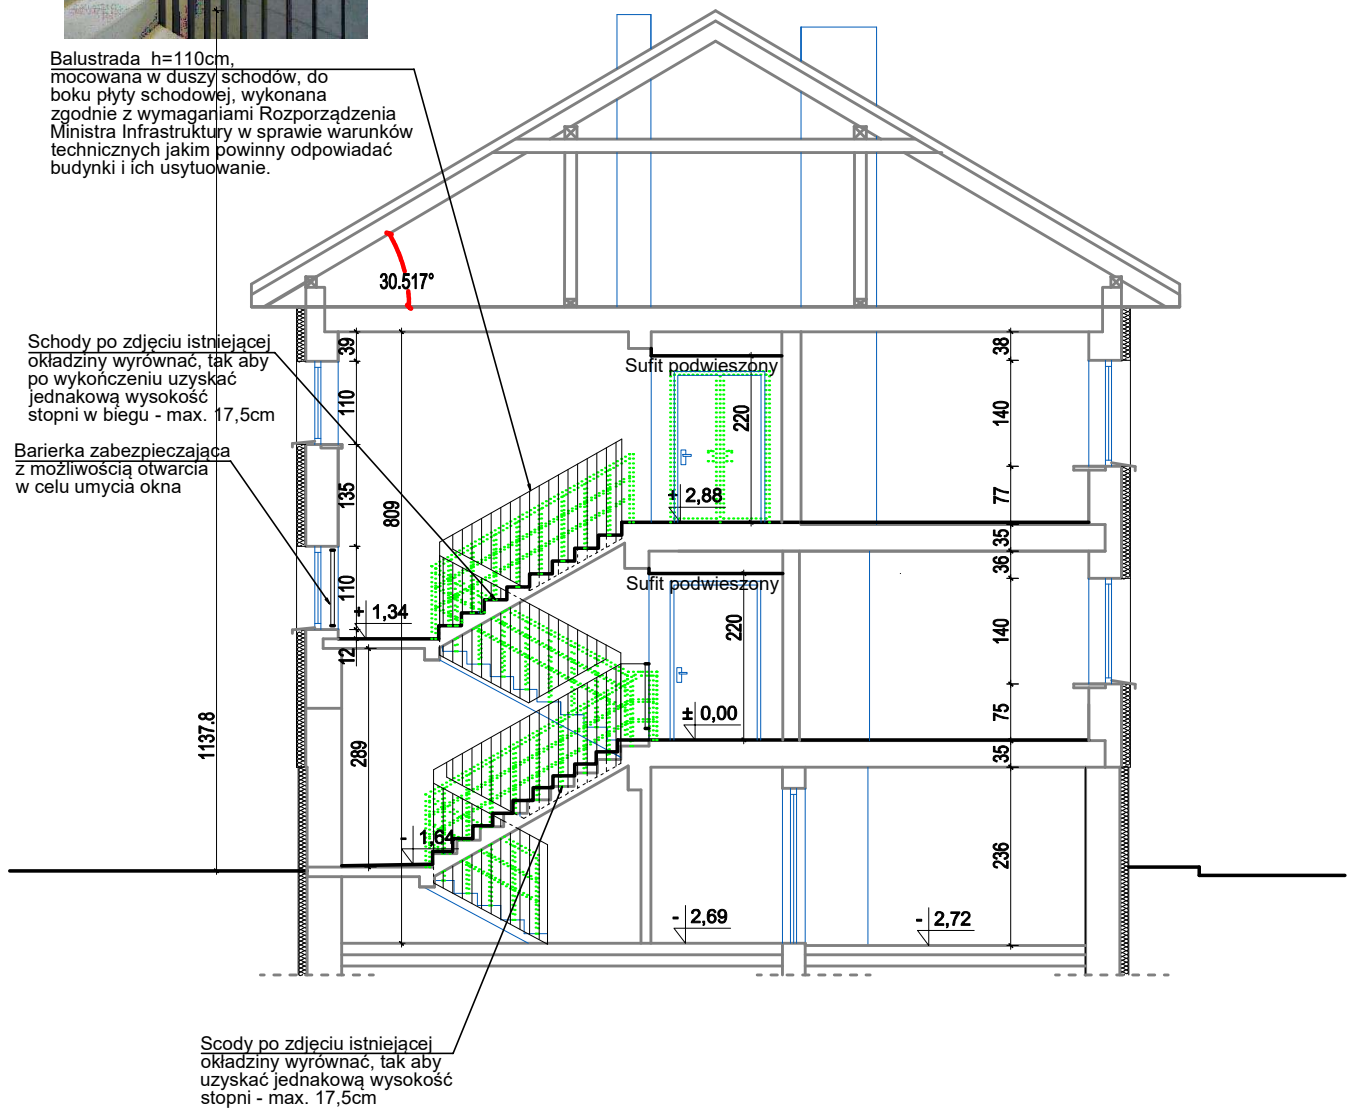 Balustrada h=110cm,
mocowana w duszy schodów, do
boku płyty schodowej, wykonana
zgodnie z wymaganiami Rozporządzenia
Ministra Infrastruktury w sprawie warunków
technicznych jakim powinny odpowiadać
budynki i ich usytuowanie.
30.517°
Schody po zdjęciu istniejącej
okładziny wyrównać, tak aby
po wykończeniu uzyskać
jednakową wysokość
stopni w biegu - max. 17,5cm
Barierka zabezpieczająca
z możliwością otwarcia
w celu umycia okna
39
110
135
110
12
809
289
1137.8
Sufit podwieszony
220
+ 2,88
Sufit podwieszony
220
± 0,00
+ 1,34
- 1,64
- 2,69
- 2,72
38
140
77
35
36
140
75
35
236
Scody po zdjęciu istniejącej
okładziny wyrównać, tak aby
uzyskać jednakową wysokość
stopni - max. 17,5cm